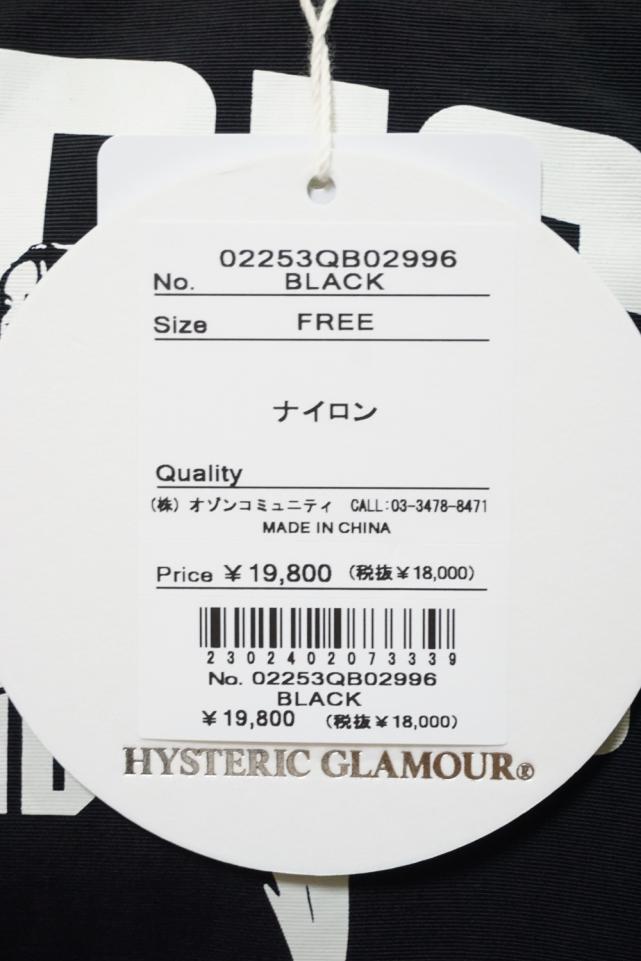 02253QB02996
No. BLACK
Size FREE
ナイロン
Quality
(株) オゾンコミュニティ CALL:03-3478-8471
MADE IN CHINA
Price ¥19,800 (税抜¥18,000)
2302402073339
No. 02253QB02996
BLACK
¥19,800 (税抜¥18,000)
HYSTERIC GLAMOUR®